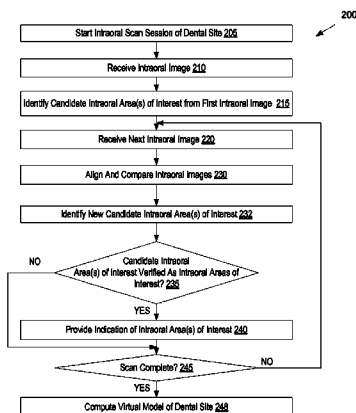 200
Start Intraoral Scan Session of Dental Site 205
Receive Intraoral Image 210
Identify Candidate Intraoral Area(s) of Interest from First Intraoral Image 215
Receive Next Intraoral Image 220
Align And Compare Intraoral Images 230
Identify New Candidate Intraoral Area(s) of Interest 232
NO
Candidate Intraoral
Area(s) of Interest Verified As Intraoral Areas of
Interest? 235
YES
Provide Indication of Intraoral Area(s) of Interest 240
Scan Complete? 245
NO
YES
Compute Virtual Model of Dental Site 248